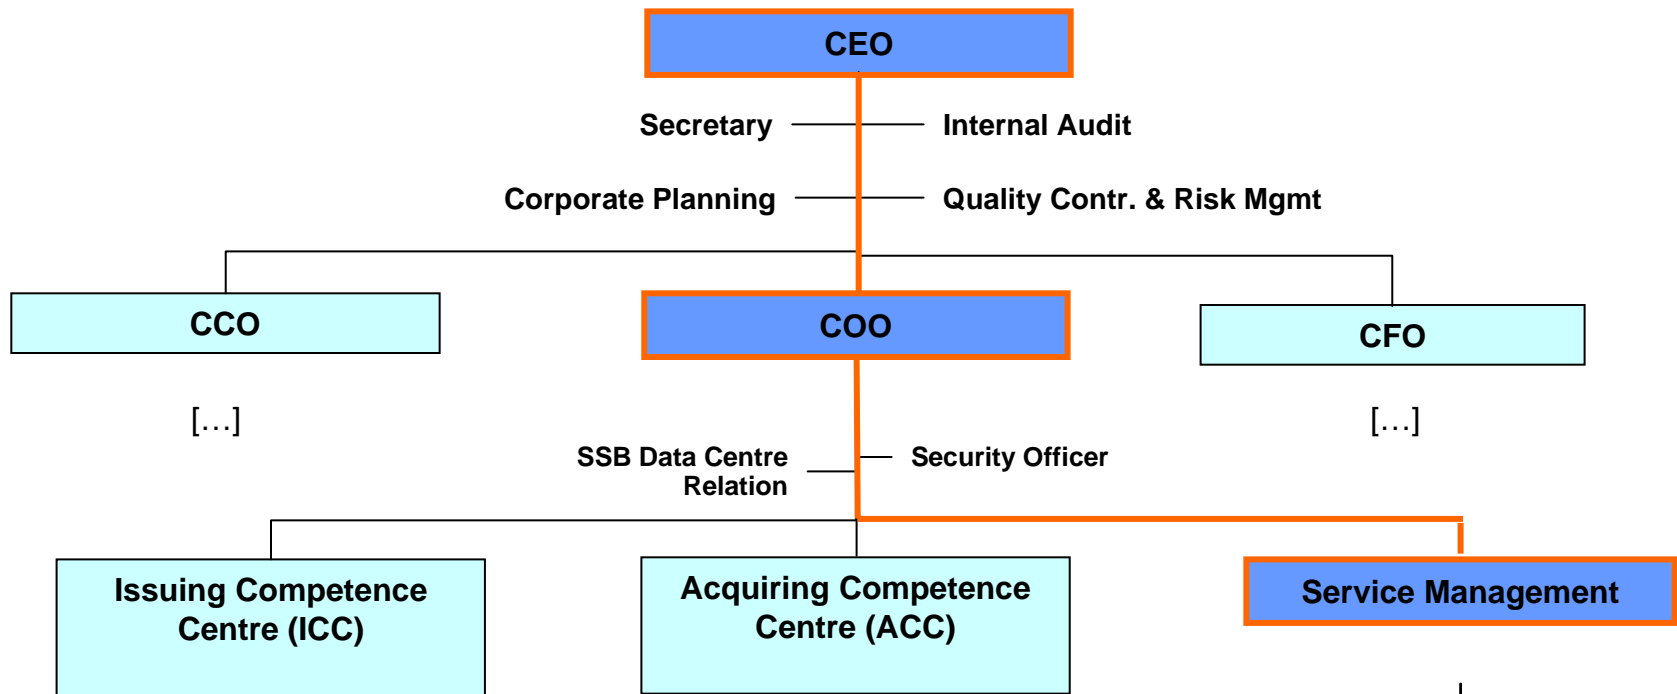 CEO
Secretary
Internal Audit
Corporate Planning
Quality Contr. & Risk Mgmt
CCO
COO
CFO
[…]
[…]
SSB Data Centre
Relation
Security Officer
Issuing Competence
Centre (ICC)
Acquiring Competence
Centre (ACC)
Service Management